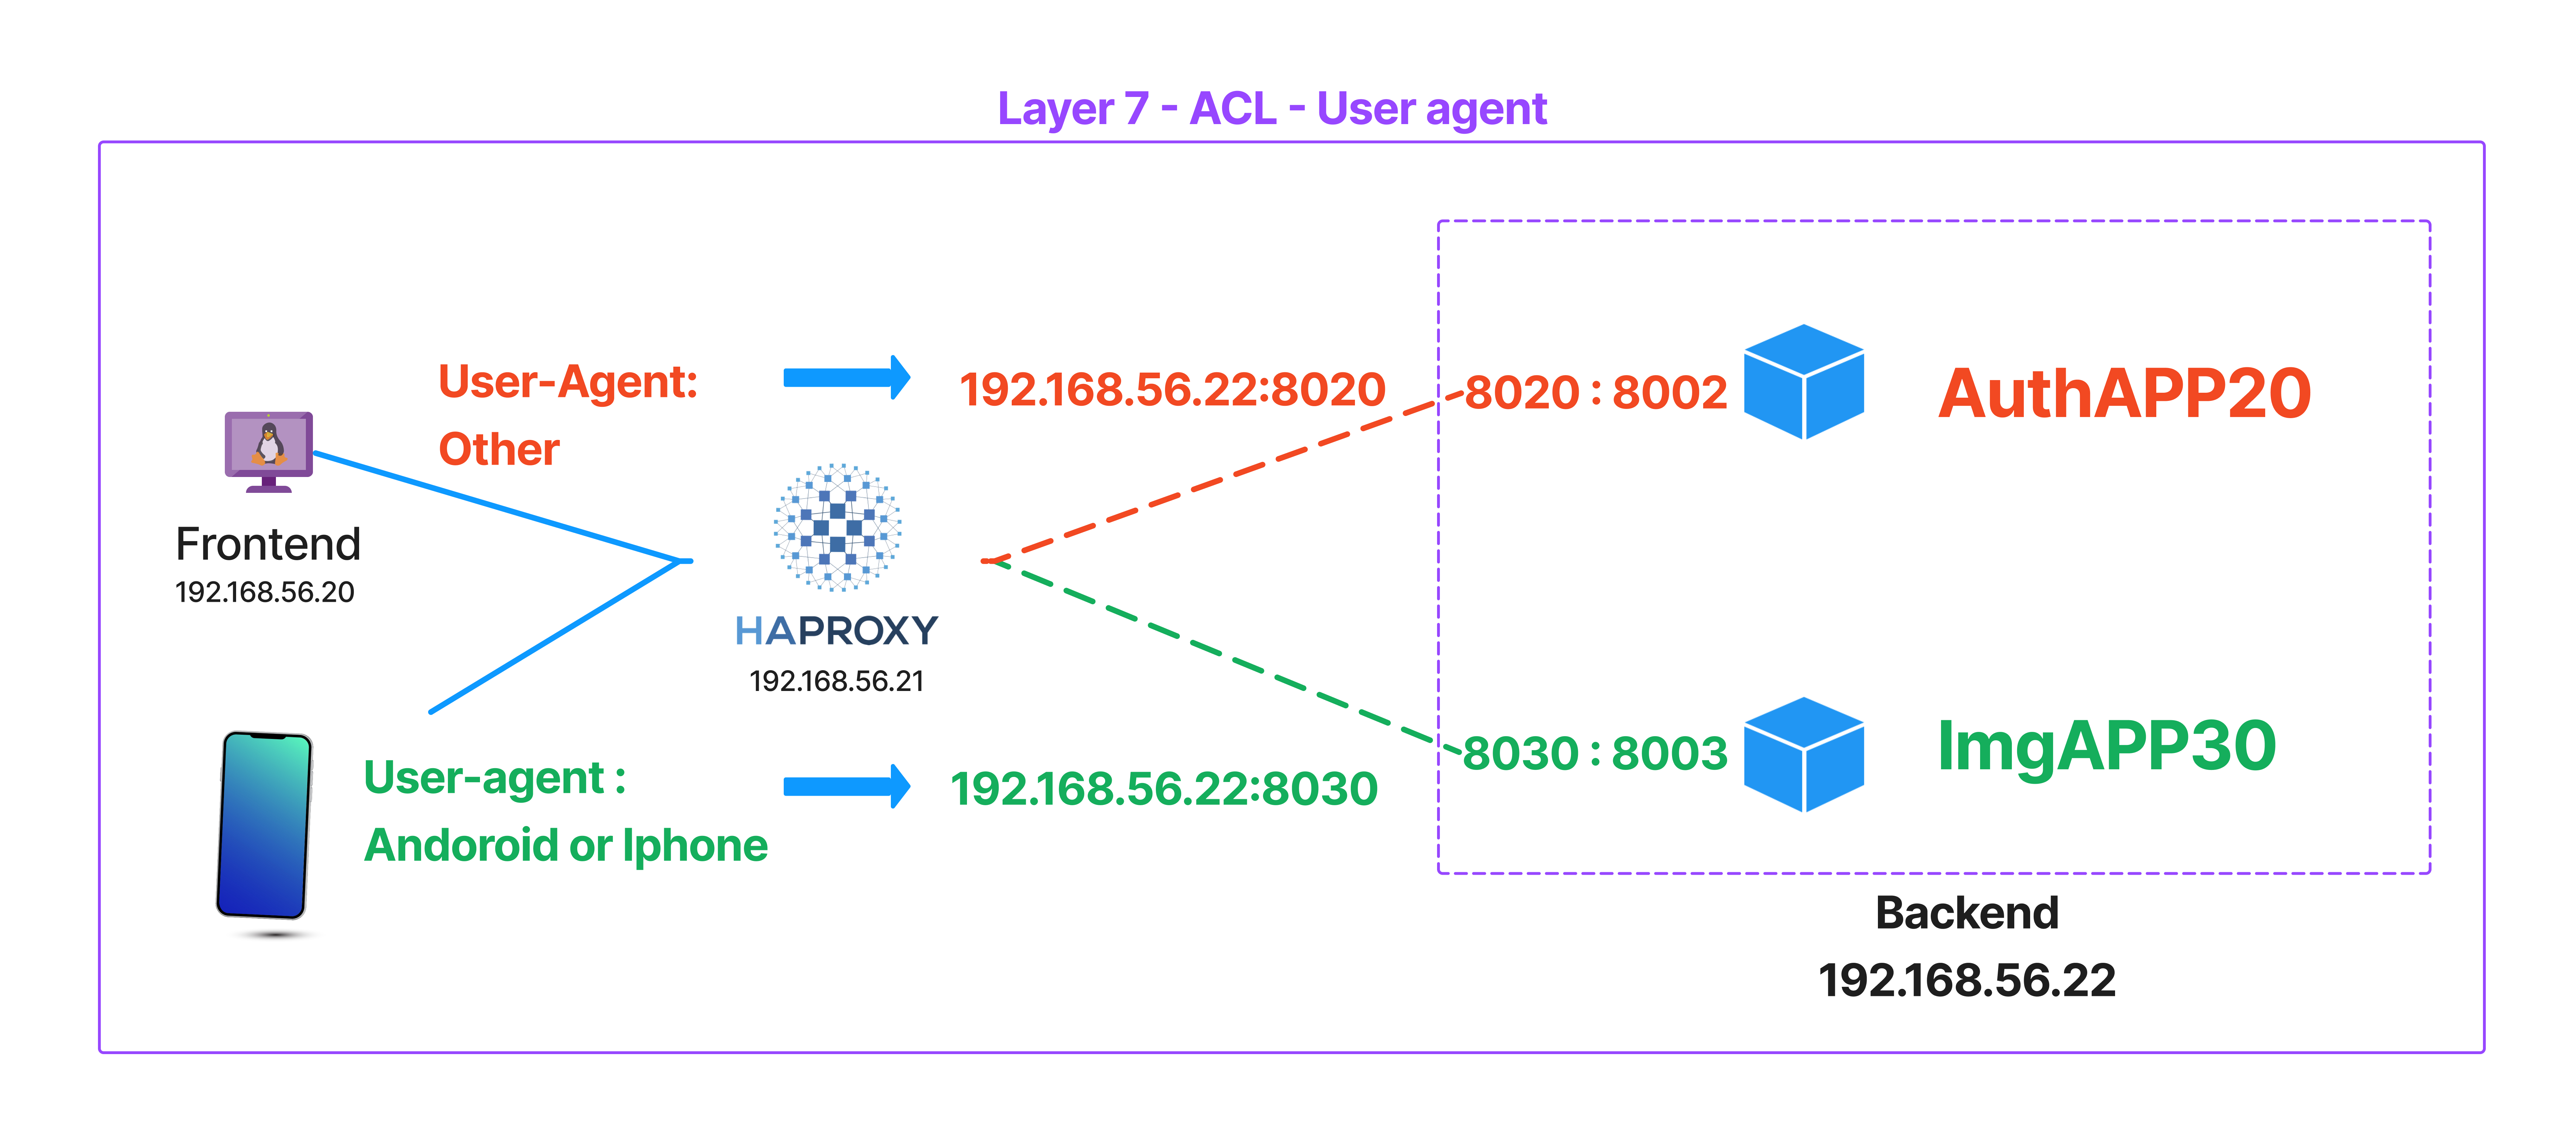 Layer 7 - ACL - User agent
User-Agent:
Other
192.168.56.22:8020
8020 : 8002
AuthAPP20
Frontend
192.168.56.20
HAPROXY
192.168.56.21
User-agent :
Andoroid or Iphone
192.168.56.22:8030
8030 : 8003
ImgAPP30
Backend
192.168.56.22